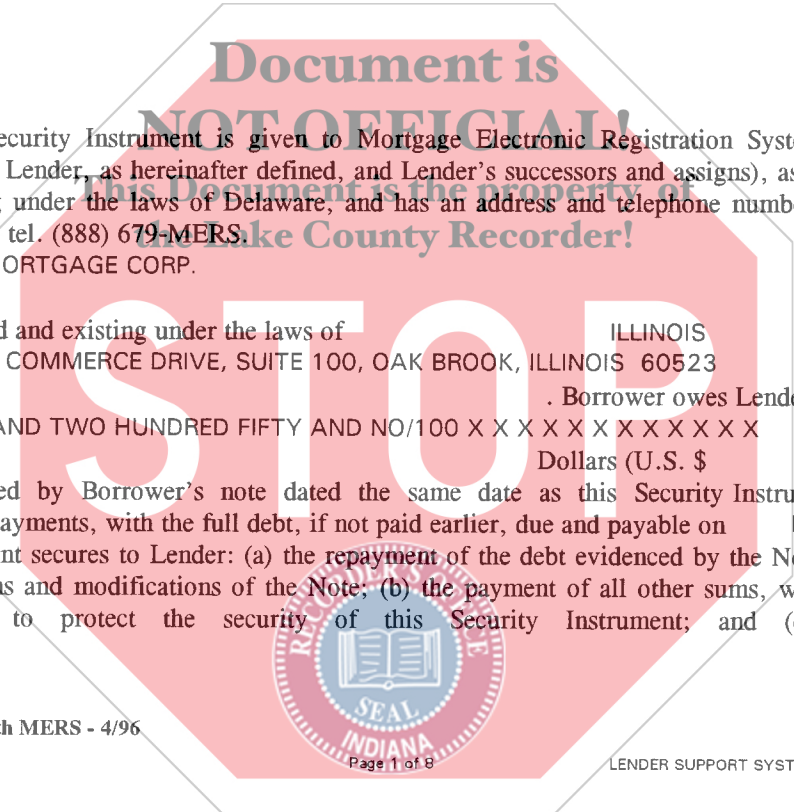 Document is
NOT OFFICIAL!
ecurity Instrument is given to Mortgage Electronic Registration Syst
Lender, as hereinafter defined, and Lender's successors and assigns), as
This Document is the property of
under the laws of Delaware, and has an address and telephone numb
tel. (888) 679-MERS.
the Lake County Recorder!
ORTGAGE CORP.
d and existing under the laws of ILLINOIS
COMMERCE DRIVE, SUITE 100, OAK BROOK, ILLINOIS 60523
. Borrower owes Lend
AND TWO HUNDRED FIFTY AND NO/100 X X X X X X X X X X X X
STOP
Dollars (U.S. $
ed by Borrower's note dated the same date as this Security Instru
ayments, with the full debt, if not paid earlier, due and payable on
nt secures to Lender: (a) the repayment of the debt evidenced by the N
ns and modifications of the Note; (b) the payment of all other sums, w
to protect the security of this Security Instrument; and (
RECORDER'S OFFICE
SEAL
INDIANA
th MERS - 4/96
Page 1 of 8
LENDER SUPPORT SYST